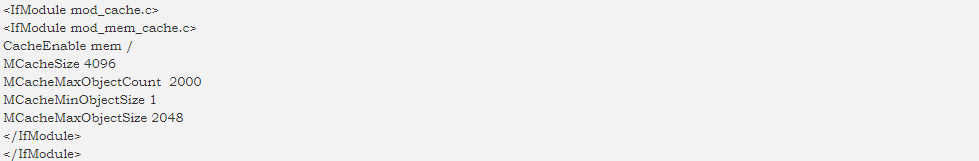 <IfModule mod_cache.c>
<IfModule mod_mem_cache.c>
CacheEnable mem /
MCacheSize 4096
MCacheMaxObjectCount  2000
MCacheMinObjectSize 1
MCacheMaxObjectSize 2048
</IfModule>
</IfModule>